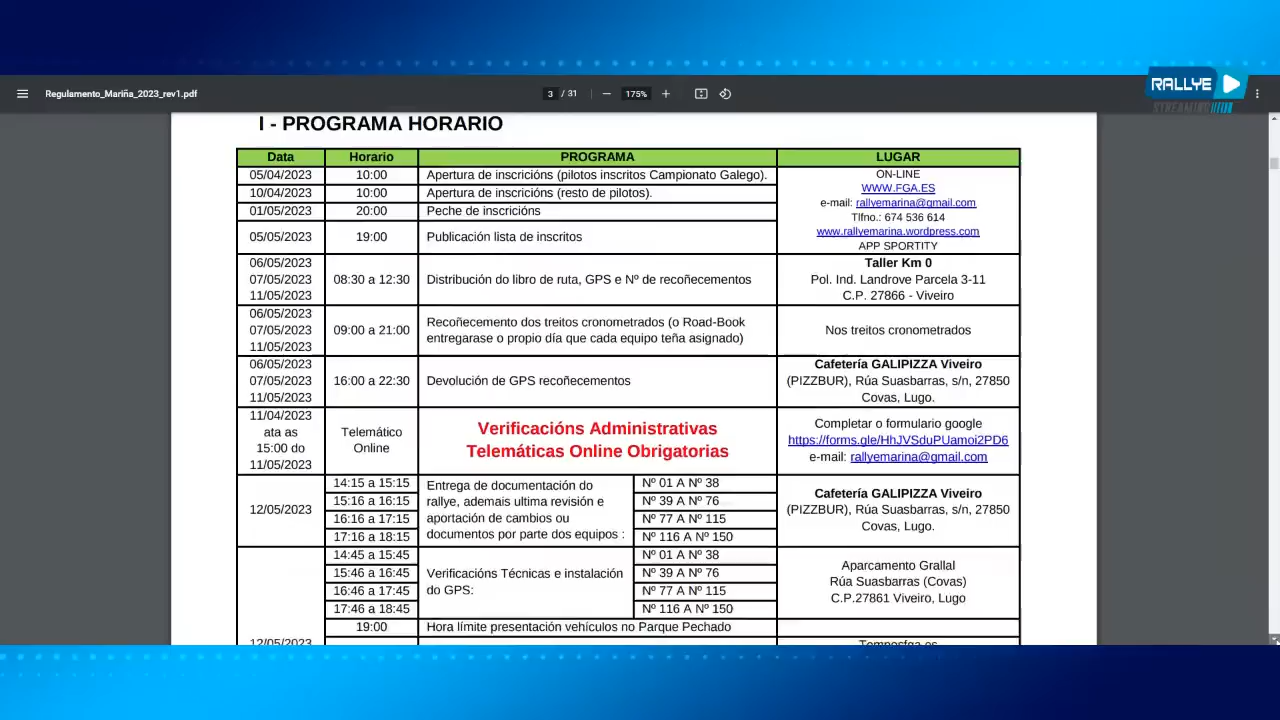 Regulamento_Mariña_2023_rev1.pdf
3 / 31
175%
RALLYE
STREAMING
I - PROGRAMA HORARIO
Data Horario PROGRAMA LUGAR
05/04/2023 10:00 Apertura de inscricións (pilotos inscritos Campionato Galego).
10/04/2023 10:00 Apertura de inscricións (resto de pilotos).
01/05/2023 20:00 Peche de inscricións
05/05/2023 19:00 Publicación lista de inscritos
ON-LINE
WWW.FGA.ES
e-mail: rallyemarina@gmail.com
Tlfno.: 674 536 614
www.rallyemarina.wordpress.com
APP SPORTITY
06/05/2023
07/05/2023
11/05/2023
08:30 a 12:30
Distribución do libro de ruta, GPS e Nº de recoñecementos
Taller Km 0
Pol. Ind. Landrove Parcela 3-11
C.P. 27866 - Viveiro
06/05/2023
07/05/2023
11/05/2023
09:00 a 21:00
Recoñecemento dos treitos cronometrados (o Road-Book
entregarase o propio día que cada equipo teña asignado)
Nos treitos cronometrados
06/05/2023
07/05/2023
11/05/2023
16:00 a 22:30
Devolución de GPS recoñecementos
Cafetería GALIPIZZA Viveiro
(PIZZBUR), Rúa Suasbarras, s/n, 27850
Covas, Lugo.
11/04/2023
ata as
15:00 do
11/05/2023
Telemático
Online
Verificacións Administrativas
Telemáticas Online Obrigatorias
Completar o formulario google
https://forms.gle/HhJVSduPUamoi2PD6
e-mail: rallyemarina@gmail.com
12/05/2023
14:15 a 15:15
15:16 a 16:15
16:16 a 17:15
17:16 a 18:15
Entrega de documentación do
rallye, ademais ultima revisión e
aportación de cambios ou
documentos por parte dos equipos :
Nº 01 A Nº 38
Nº 39 A Nº 76
Nº 77 A Nº 115
Nº 116 A Nº 150
Cafetería GALIPIZZA Viveiro
(PIZZBUR), Rúa Suasbarras, s/n, 27850
Covas, Lugo.
14:45 a 15:45
15:46 a 16:45
16:46 a 17:45
17:46 a 18:45
Verificacións Técnicas e instalación
do GPS:
Nº 01 A Nº 38
Nº 39 A Nº 76
Nº 77 A Nº 115
Nº 116 A Nº 150
Aparcamento Grallal
Rúa Suasbarras (Covas)
C.P.27861 Viveiro, Lugo
19:00 Hora límite presentación vehículos no Parque Pechado
12/05/2023
Temposfga.es